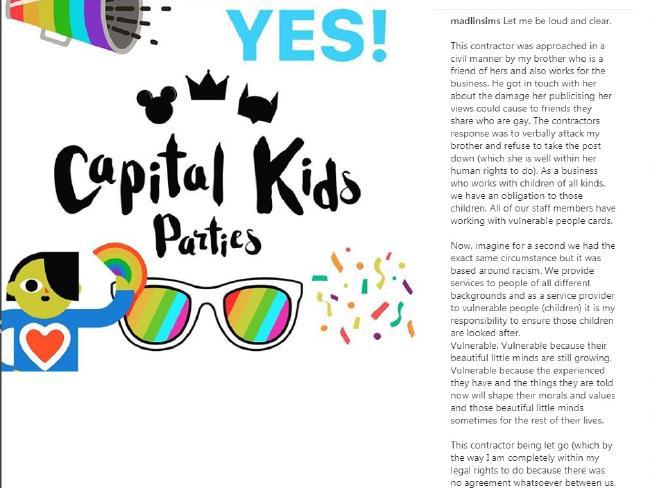 YES!
Capital Kids
Parties
madlinsims Let me be loud and clear.
This contractor was approached in a
civil manner by my brother who is a
friend of hers and also works for the
business. He got in touch with her
about the damage her publicising her
views could cause to friends they
share who are gay. The contractors
response was to verbally attack my
brother and refuse to take the post
down (which she is well within her
human rights to do). As a business
who works with children of all kinds.
we have an obligation to those
children. All of our staff members have
working with vulnerable people cards.
Now, imagine for a second we had the
exact same circumstance but it was
based around racism. We provide
services to people of all different
backgrounds and as a service provider
to vulnerable people (children) it is my
responsibility to ensure those children
are looked after.
Vulnerable. Vulnerable because their
beautiful little minds are still growing.
Vulnerable because the experienced
they have and the things they are told
now will shape their morals and values
and those beautiful little minds
sometimes for the rest of their lives.
This contractor being let go (which by
the way I am completely within my
legal rights to do because there was
no agreement whatsoever between us.